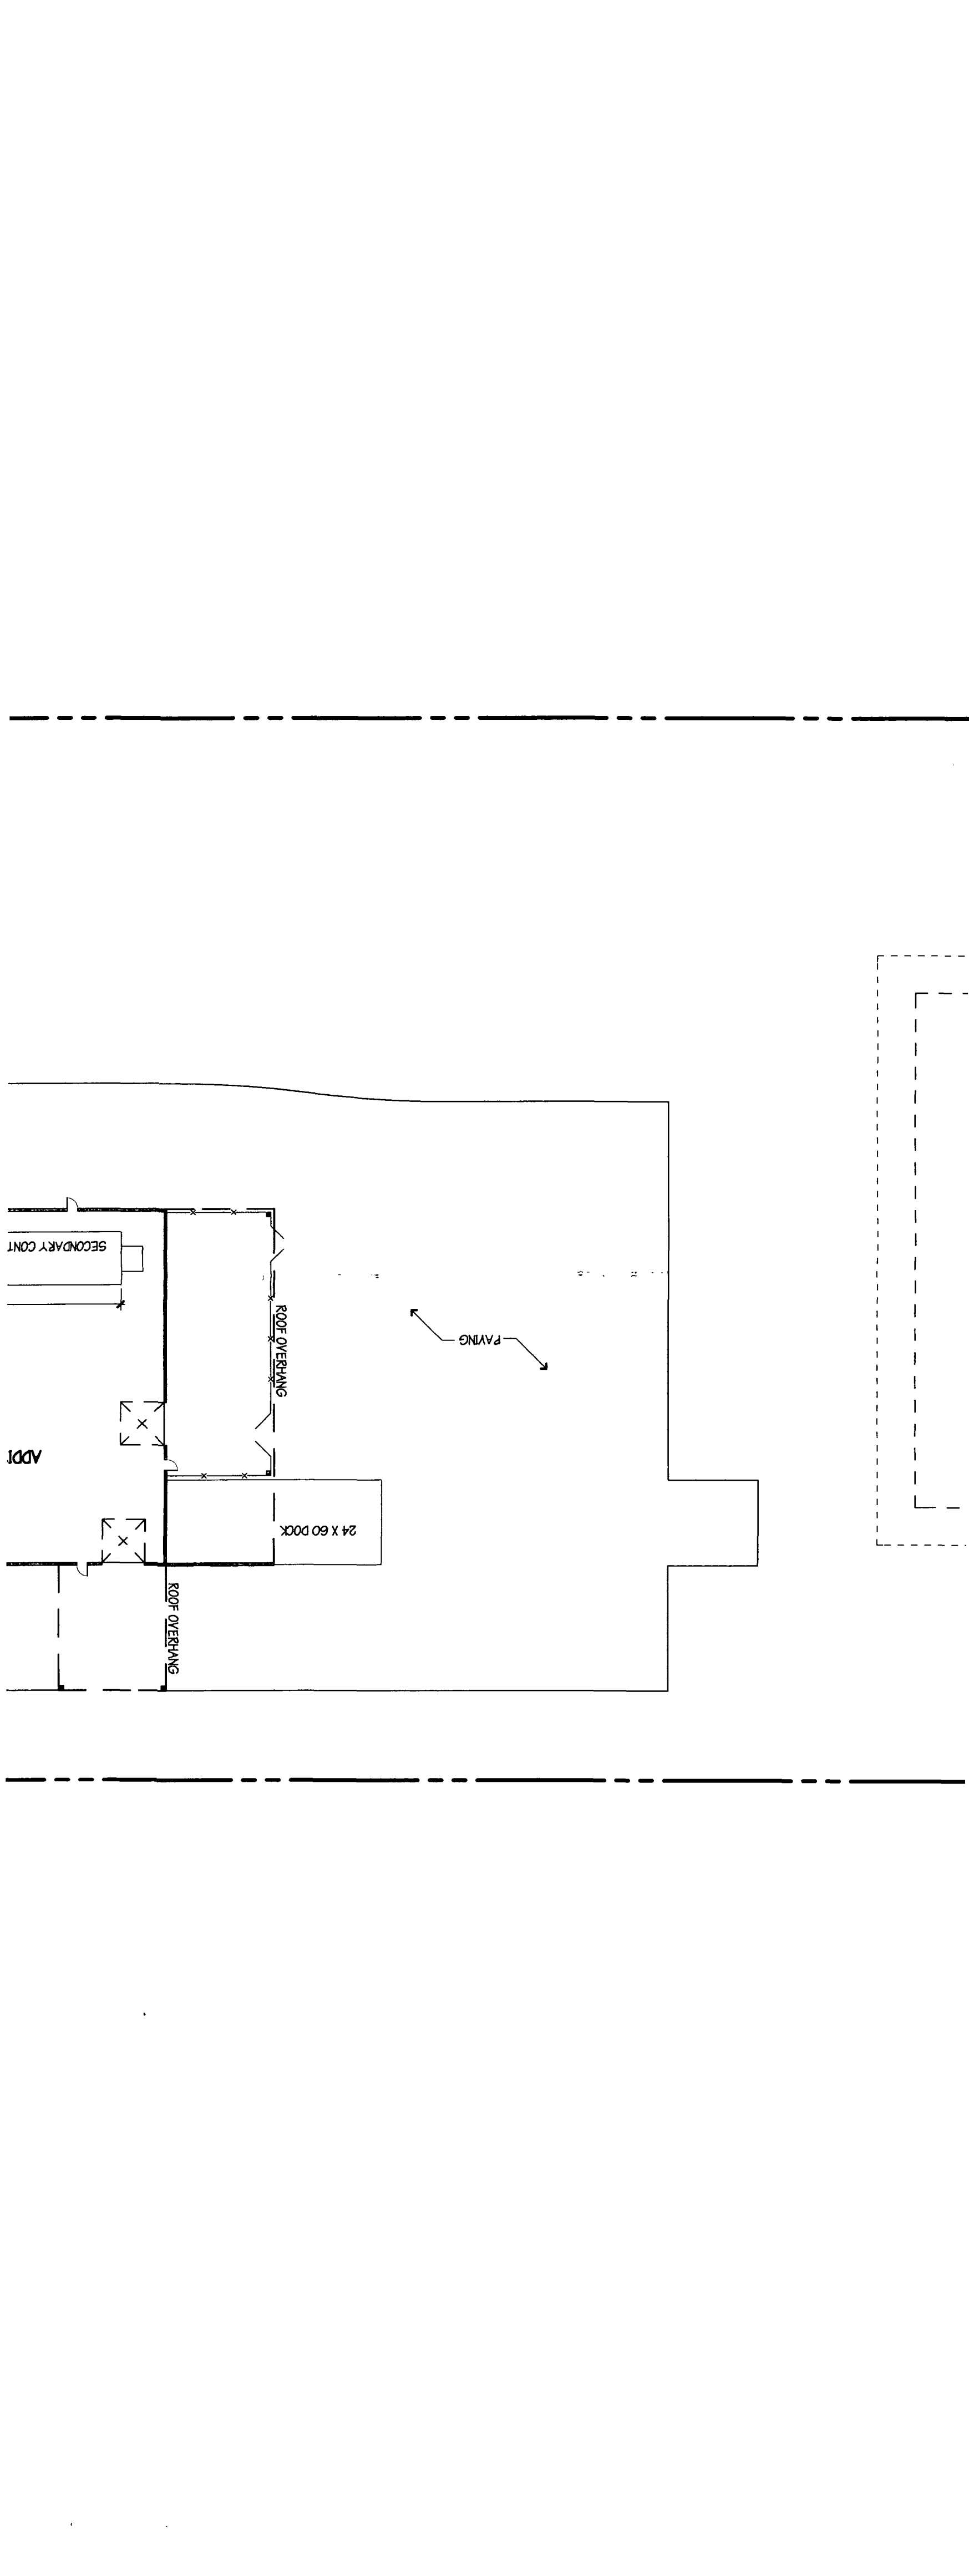 SECONDARY CONT
ROOF OVERHANG
PAVING
ADDI
24 X 60 DOCK
ROOF OVERHANG